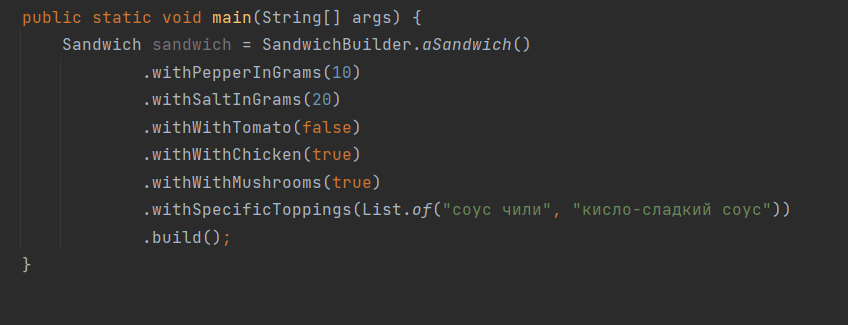 public static void main(String[] args) {
    Sandwich sandwich = SandwichBuilder.aSandwich()
            .withPepperInGrams(10)
            .withSaltInGrams(20)
            .withWithTomato(false)
            .withWithChicken(true)
            .withWithMushrooms(true)
            .withSpecificToppings(List.of("соус чили", "кисло-сладкий соус"))
            .build();
}